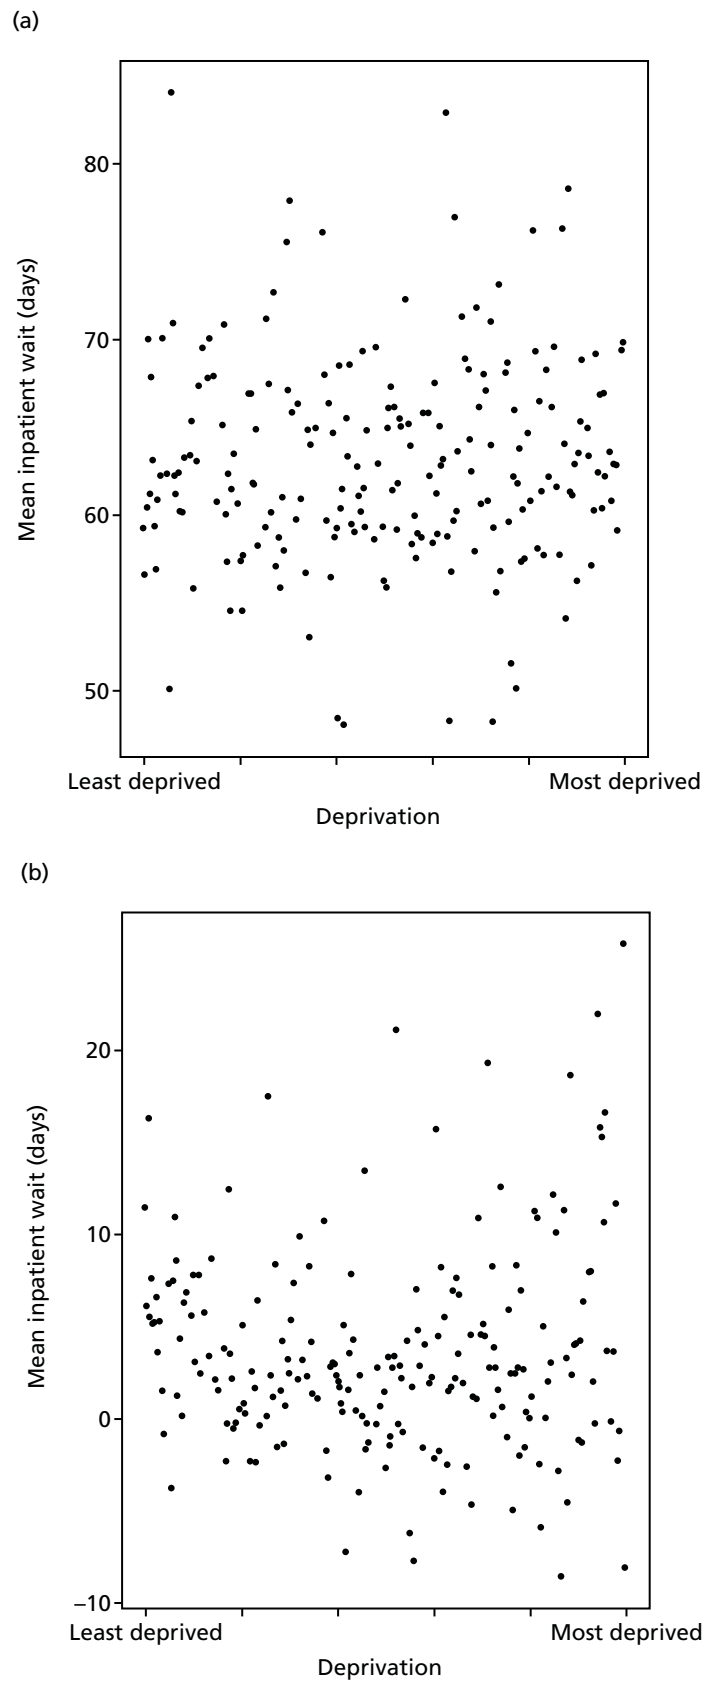 (a)
80
70
60
50
Mean inpatient wait (days)
Least deprived
Most deprived
Deprivation
(b)
20
10
0
−10
Mean inpatient wait (days)
Least deprived
Most deprived
Deprivation